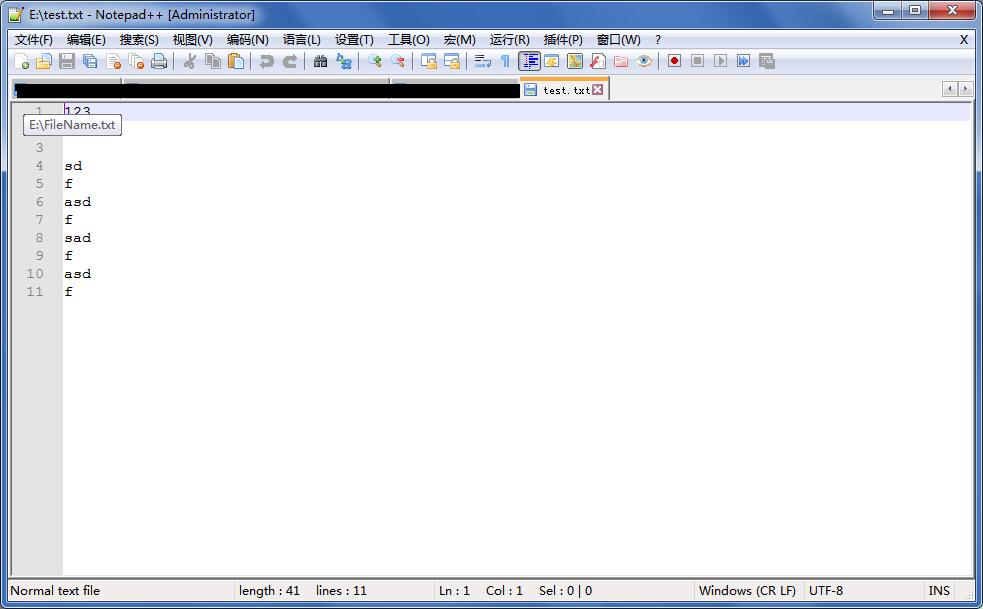 E:\test.txt - Notepad++ [Administrator]
文件(F) 编辑(E) 搜索(S) 视图(V) 编码(N) 语言(L) 设置(T) 工具(O) 宏(M) 运行(R) 插件(P) 窗口(W) ? X
test.txt
1 123
E:\FileName.txt
3
4 sd
5 f
6 asd
7 f
8 sad
9 f
10 asd
11 f
Normal text file length : 41 lines : 11 Ln : 1 Col : 1 Sel : 0 | 0 Windows (CR LF) UTF-8 INS